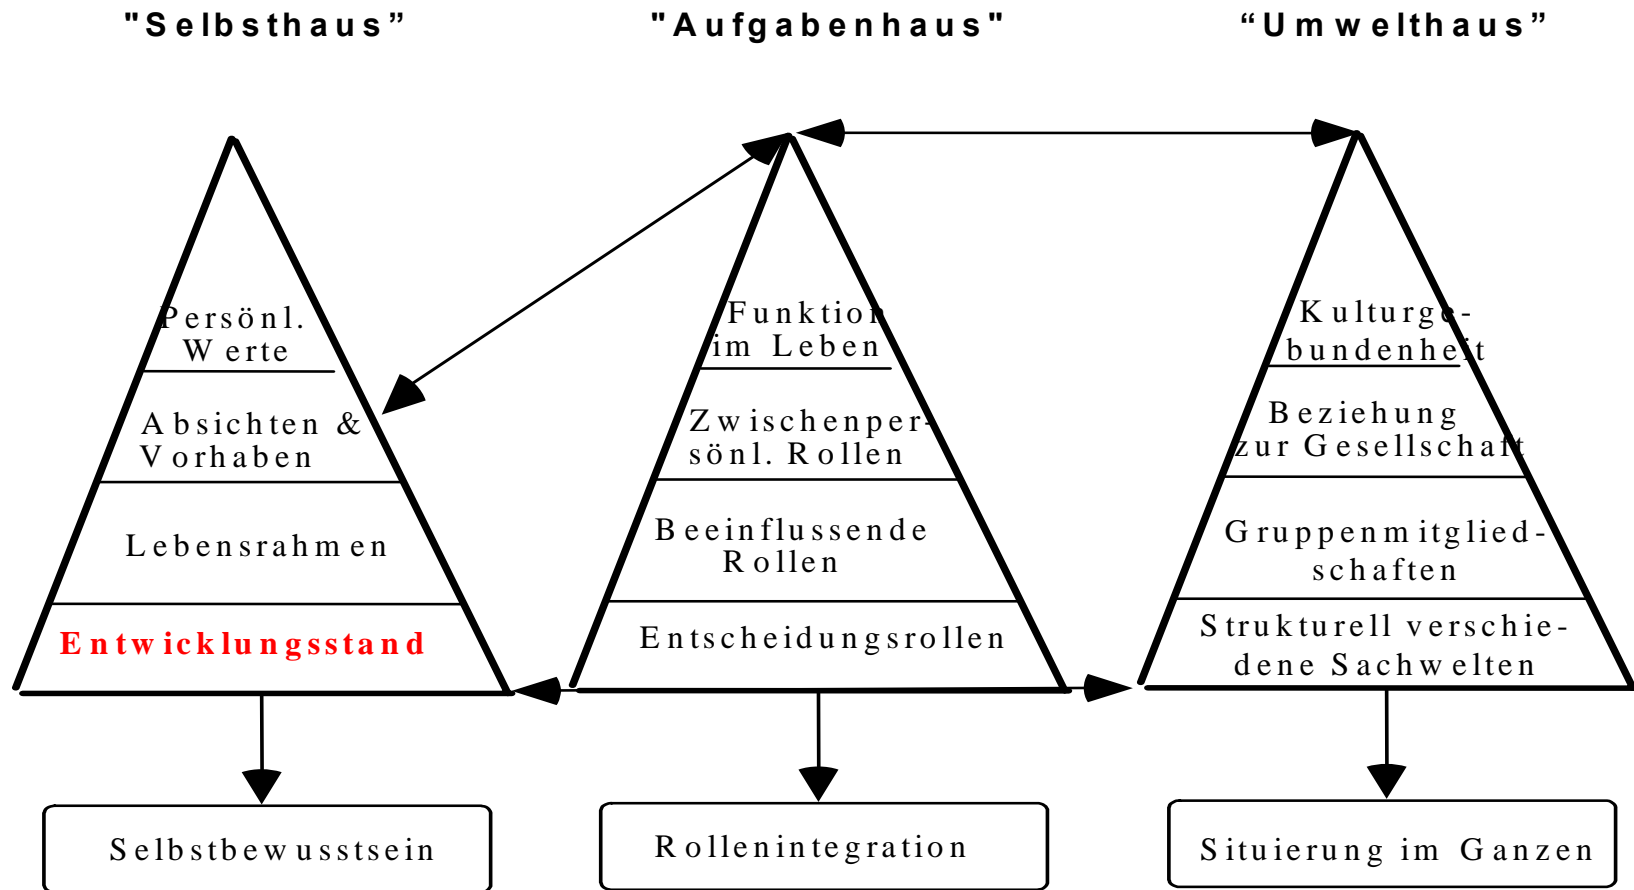 "Selbsthaus”
"Aufgabenhaus"
“Umwelthaus”
Persönl.
Werte
Absichten &
Vorhaben
Lebensrahmen
Entwicklungsstand
Selbstbewusstsein
Funktion
im Leben
Zwischenper-
sönl. Rollen
Beeinflussende
Rollen
Entscheidungsrollen
Rollenintegration
Kulturge-
bundenheit
Beziehung
zur Gesellschaft
Gruppenmitglied-
schaften
Strukturell verschie-
dene Sachwelten
Situierung im Ganzen